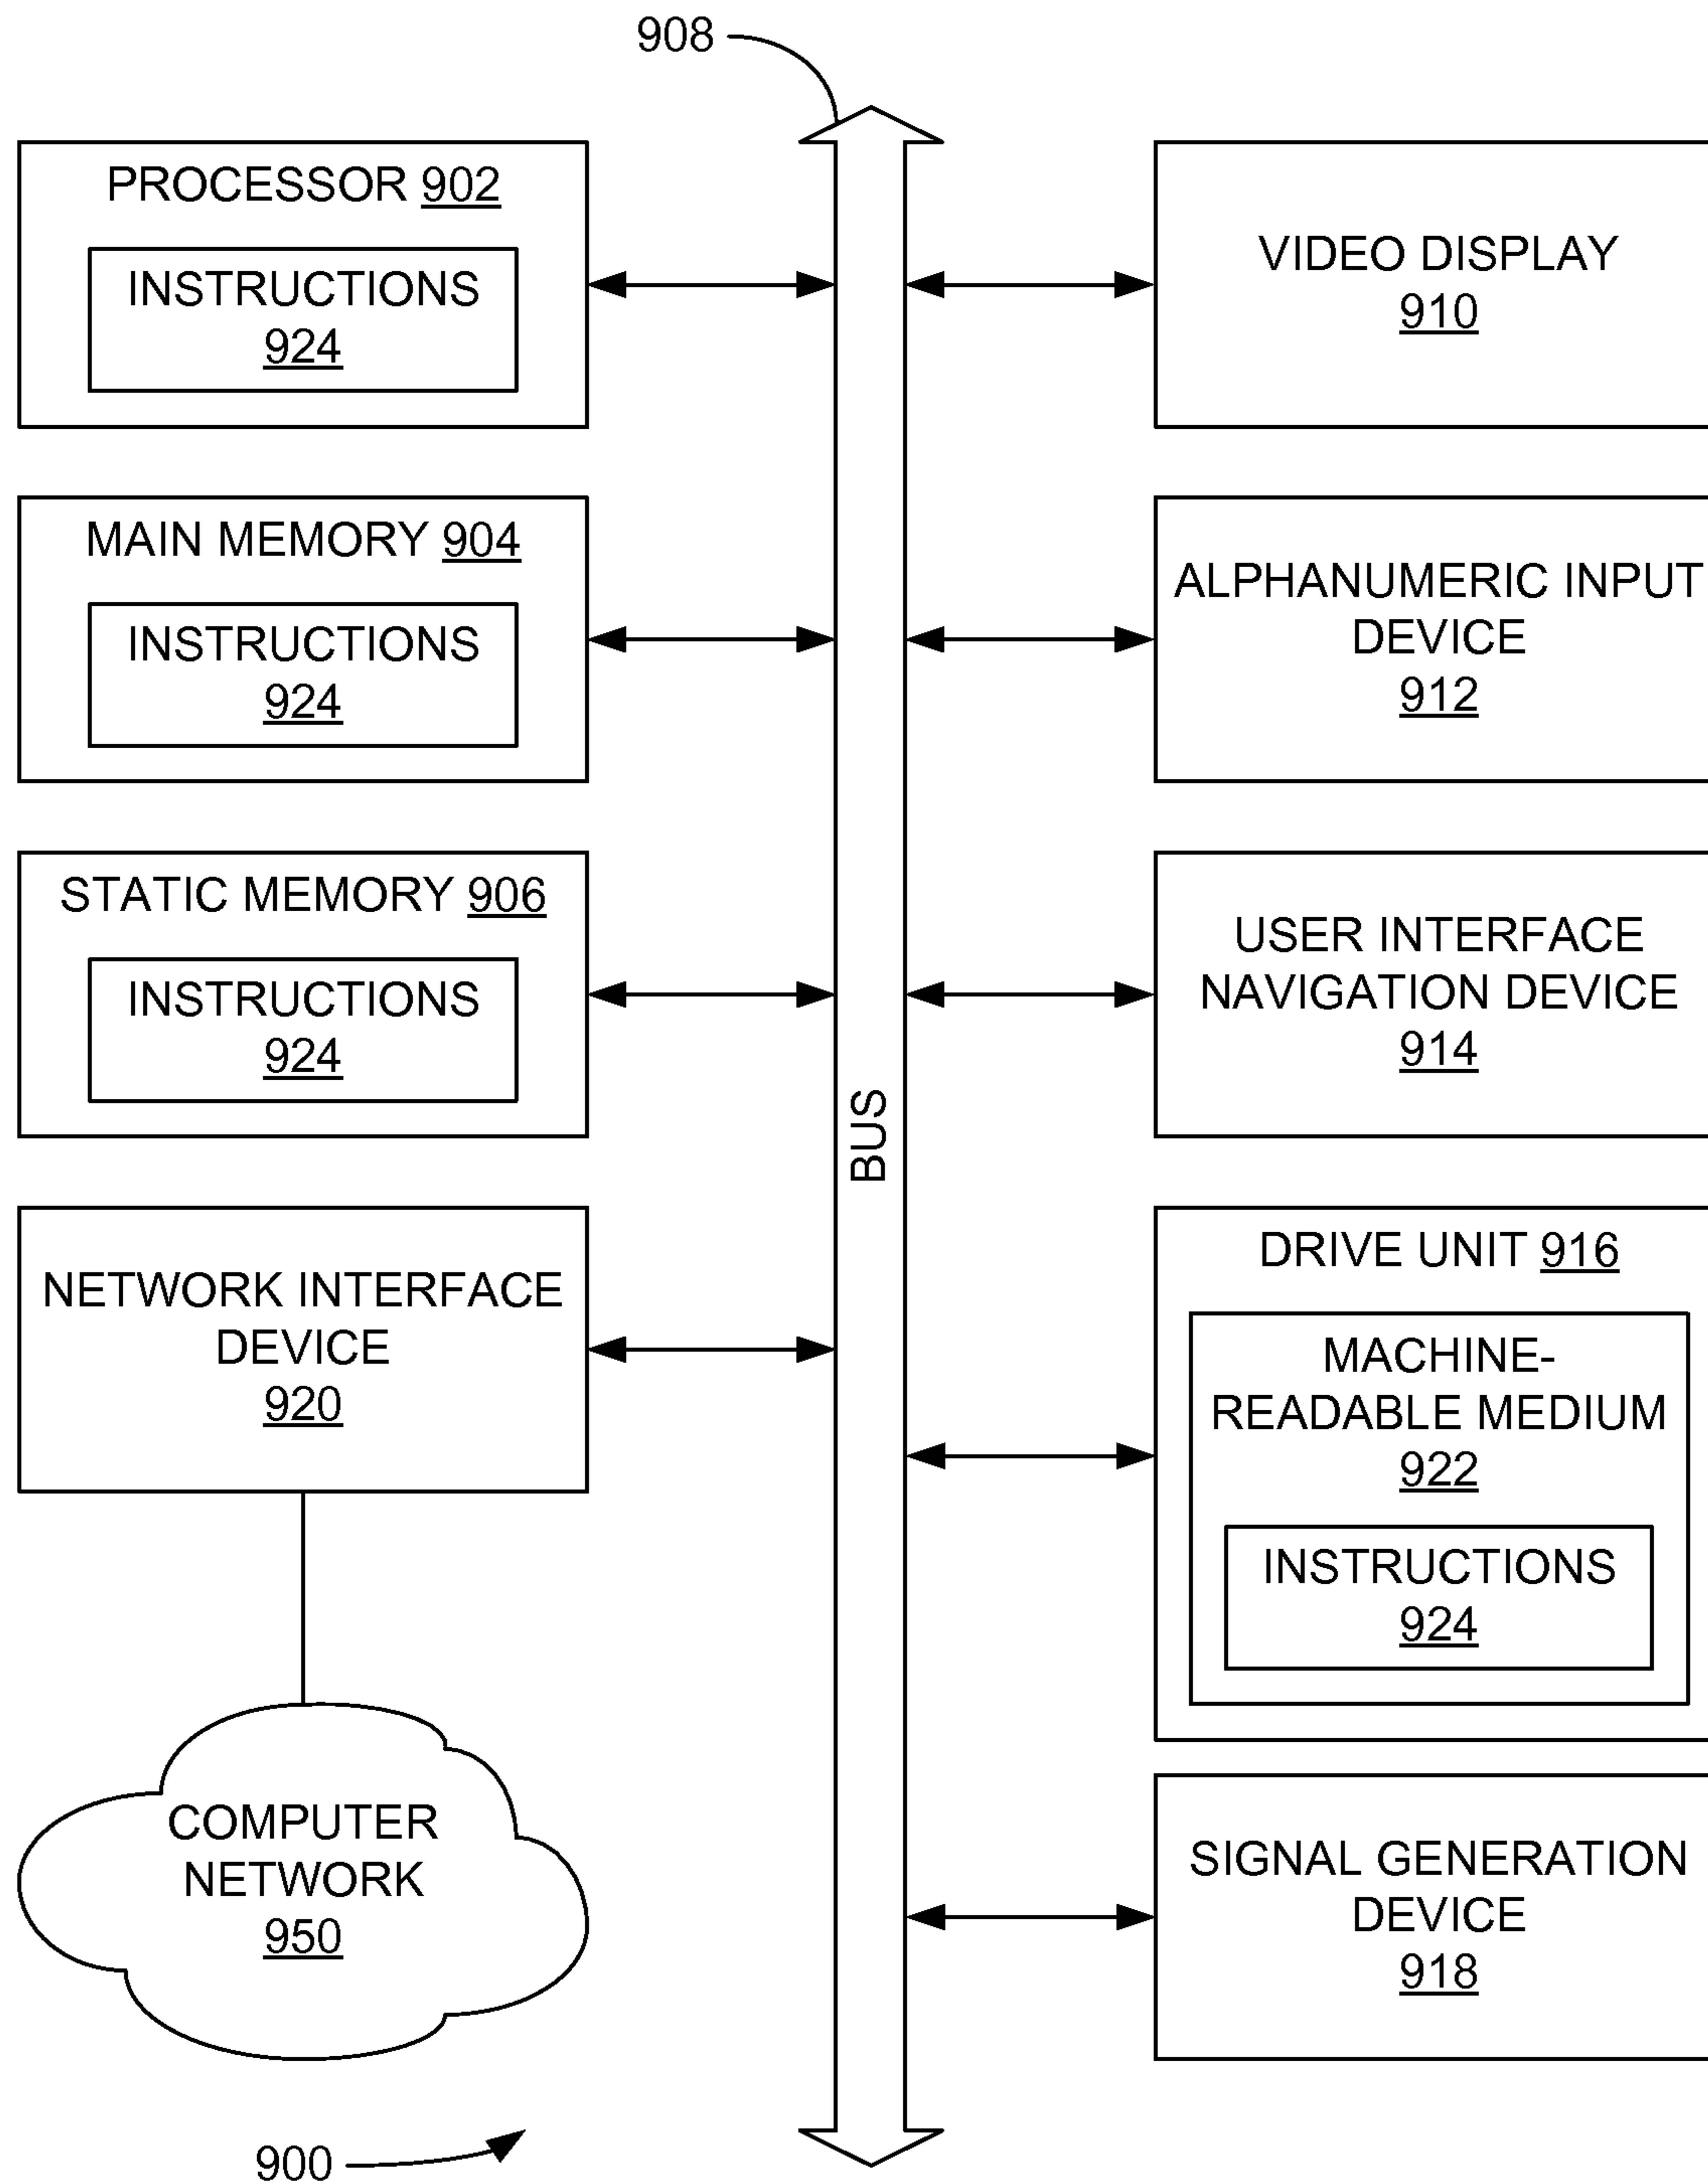 908
PROCESSOR 902
INSTRUCTIONS
924
MAIN MEMORY 904
INSTRUCTIONS
924
STATIC MEMORY 906
INSTRUCTIONS
924
NETWORK INTERFACE
DEVICE
920
COMPUTER
NETWORK
950
900
BUS
VIDEO DISPLAY
910
ALPHANUMERIC INPUT
DEVICE
912
USER INTERFACE
NAVIGATION DEVICE
914
DRIVE UNIT 916
MACHINE-
READABLE MEDIUM
922
INSTRUCTIONS
924
SIGNAL GENERATION
DEVICE
918